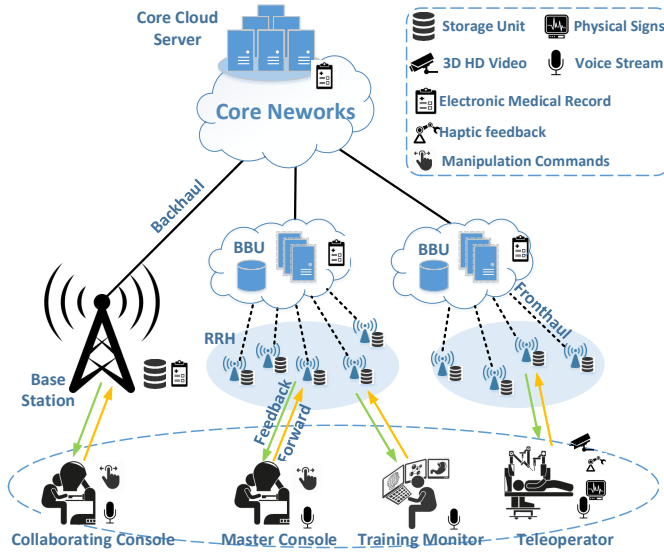 Core Cloud
Server
Core Neworks
Storage Unit
Physical Signs
3D HD Video
Voice Stream
Electronic Medical Record
Haptic feedback
Manipulation Commands
Backhaul
BBU
BBU
Fronthaul
RRH
Base
Station
Feedback
Forward
Collaborating Console
Master Console
Training Monitor
Teleoperator